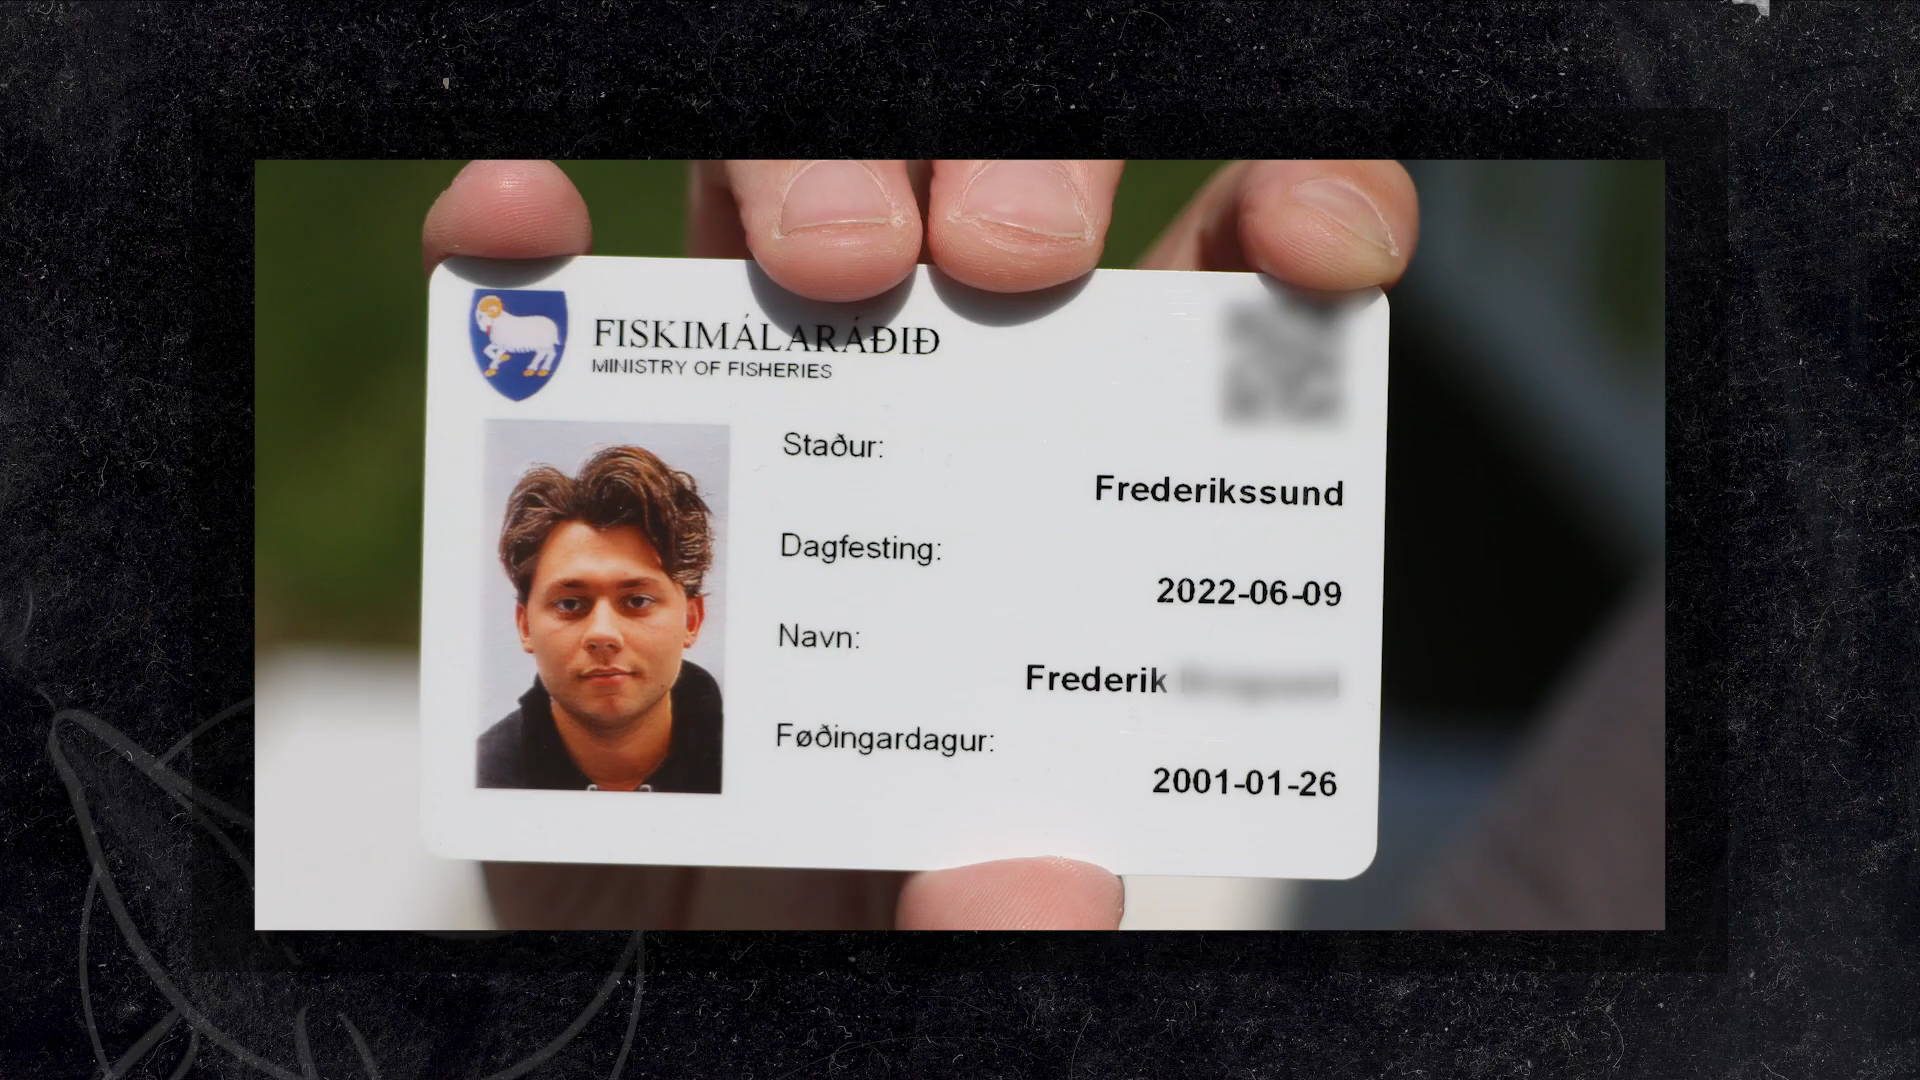 FISKIMÁLARÁÐIÐ
MINISTRY OF FISHERIES
Staður:
Frederikssund
Dagfesting:
2022-06-09
Navn:
Frederik
Føðingardagur:
2001-01-26